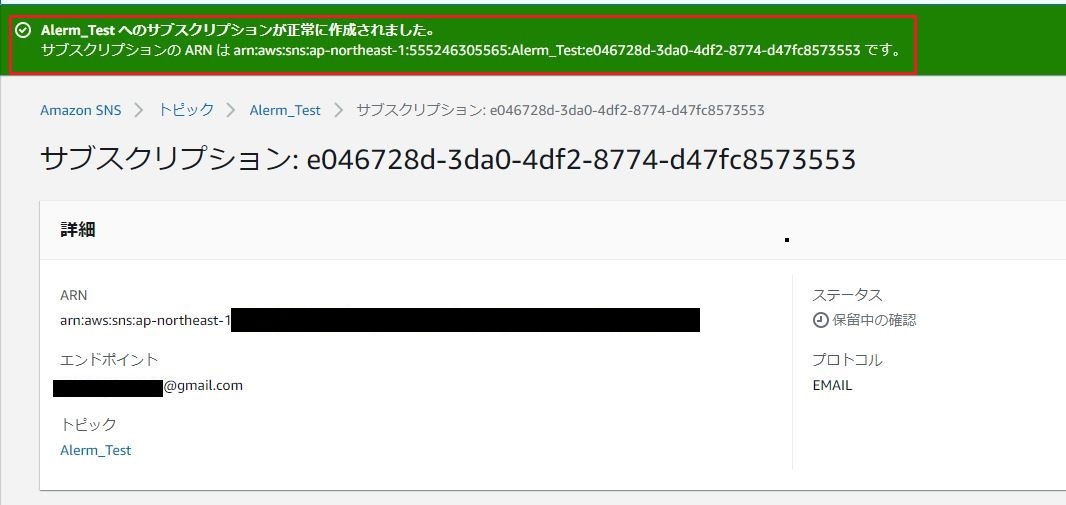 Alerm_Test へのサブスクリプションが正常に作成されました。
サブスクリプションの ARN は arn:aws:sns:ap-northeast-1:555246305565:Alerm_Test:e046728d-3da0-4df2-8774-d47fc8573553 です。
Amazon SNS > トピック > Alerm_Test > サブスクリプション: e046728d-3da0-4df2-8774-d47fc8573553
サブスクリプション: e046728d-3da0-4df2-8774-d47fc8573553
詳細
ARN
arn:aws:sns:ap-northeast-1
エンドポイント
@gmail.com
トピック
Alerm_Test
ステータス
保留中の確認
プロトコル
EMAIL